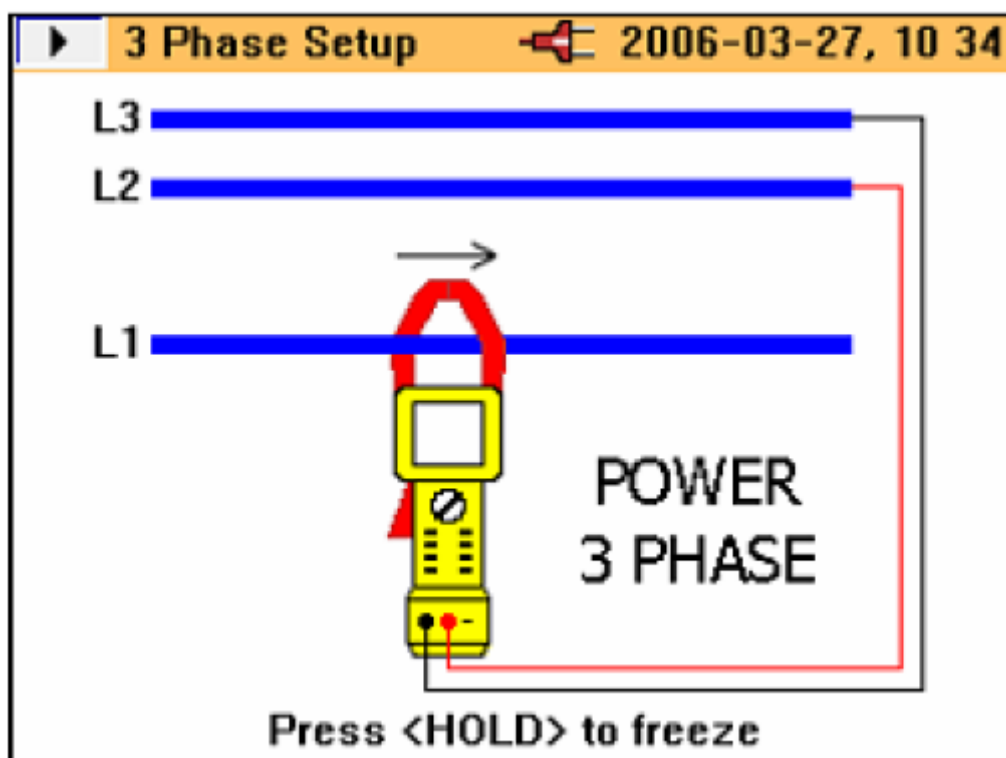 3 Phase Setup 2006-03-27, 10 34
L3
L2
L1
POWER
3 PHASE
Press <HOLD> to freeze